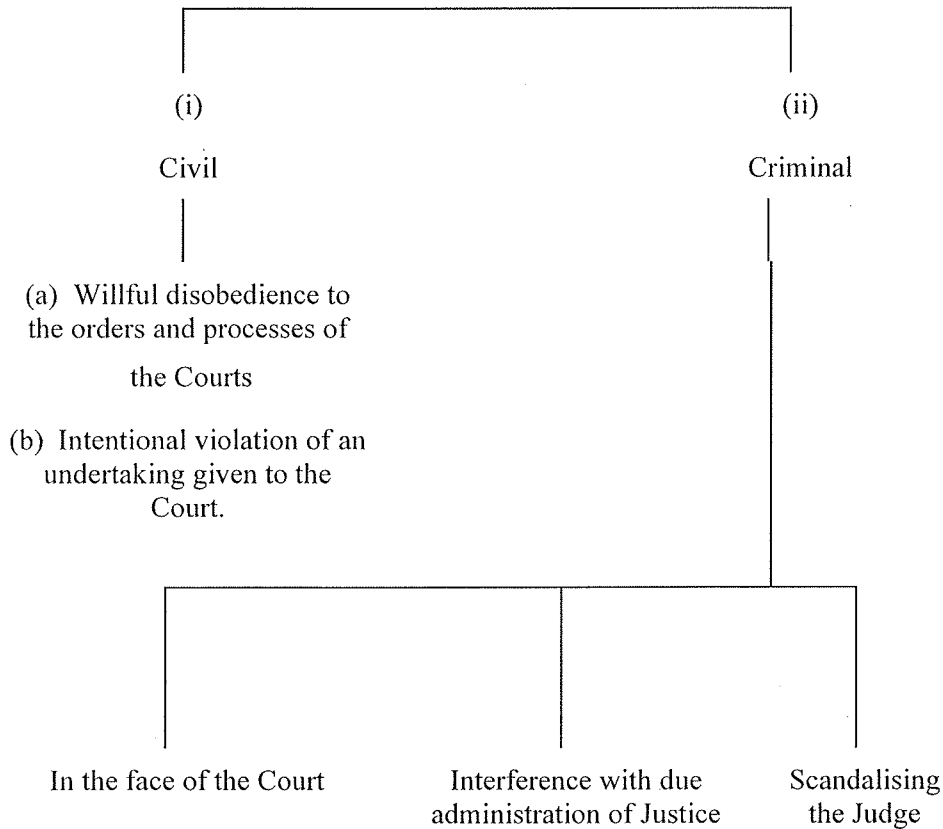 (i)
(ii)
Civil
Criminal
(a) Willful disobedience to
the orders and processes of
the Courts
(b) Intentional violation of an
undertaking given to the
Court.
In the face of the Court
Interference with due
administration of Justice
Scandalising
the Judge